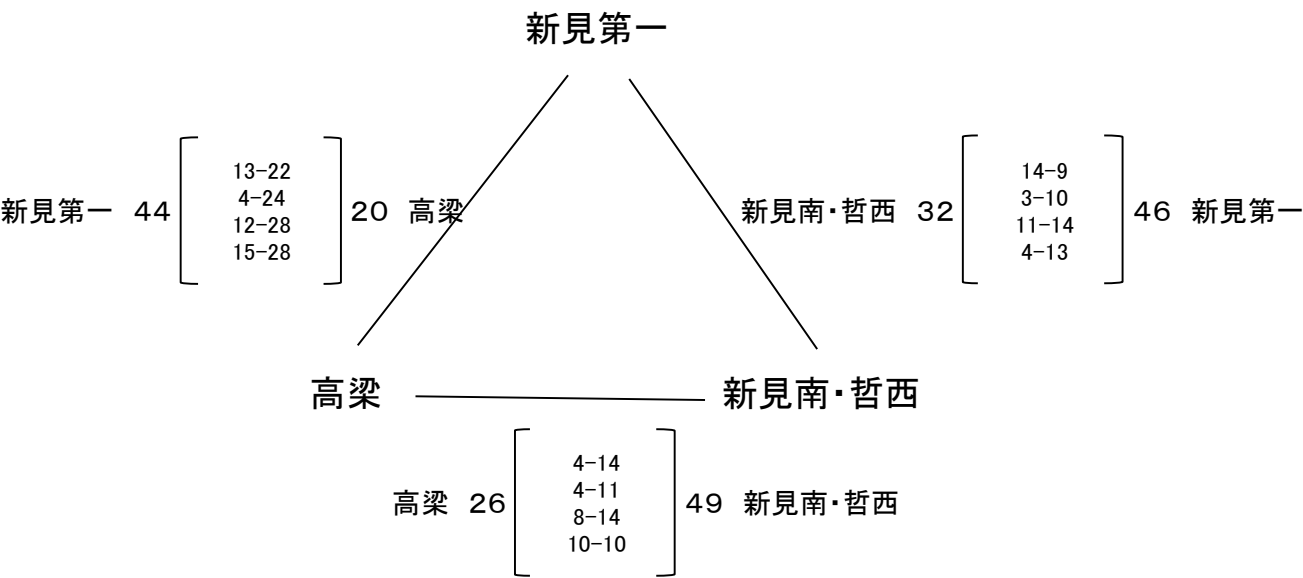 新見第一
新見第一 44
13-22
4-24
12-28
15-28
20 高梁
新見南・哲西 32
14-9
3-10
11-14
4-13
46 新見第一
高梁
新見南・哲西
高梁 26
4-14
4-11
8-14
10-10
49 新見南・哲西